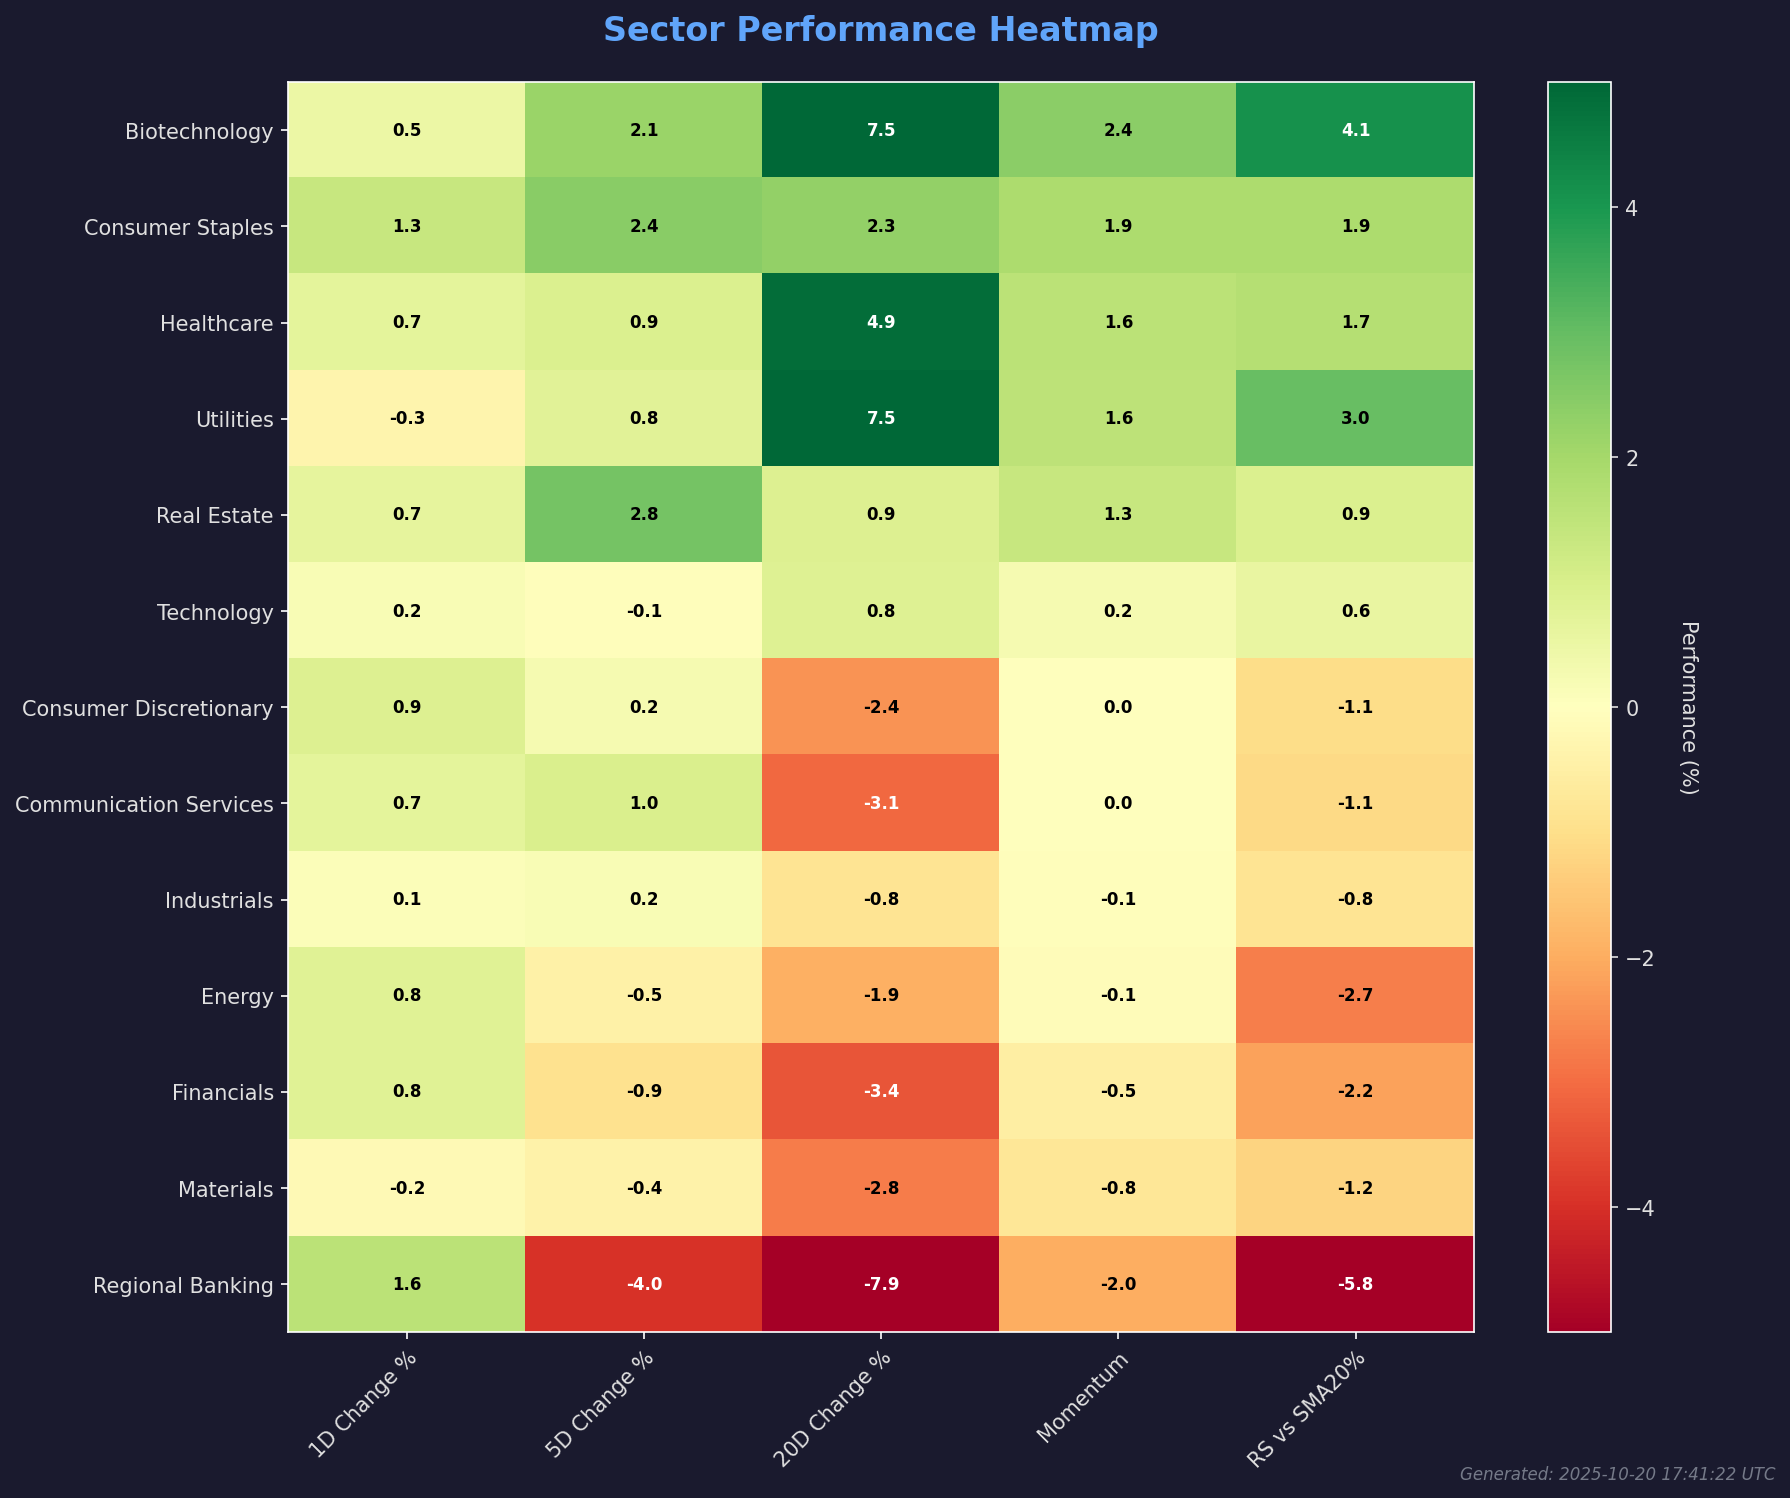 Sector Performance Heatmap
Biotechnology 0.5 2.1 7.5 2.4 4.1
Consumer Staples 1.3 2.4 2.3 1.9 1.9
Healthcare 0.7 0.9 4.9 1.6 1.7
Utilities -0.3 0.8 7.5 1.6 3.0
Real Estate 0.7 2.8 0.9 1.3 0.9
Technology 0.2 -0.1 0.8 0.2 0.6
Consumer Discretionary 0.9 0.2 -2.4 0.0 -1.1
Communication Services 0.7 1.0 -3.1 0.0 -1.1
Industrials 0.1 0.2 -0.8 -0.1 -0.8
Energy 0.8 -0.5 -1.9 -0.1 -2.7
Financials 0.8 -0.9 -3.4 -0.5 -2.2
Materials -0.2 -0.4 -2.8 -0.8 -1.2
Regional Banking 1.6 -4.0 -7.9 -2.0 -5.8
1D Change %
5D Change %
20D Change %
Momentum
RS vs SMA20%
4
2
0
−2
−4
Performance (%)
Generated: 2025-10-20 17:41:22 UTC